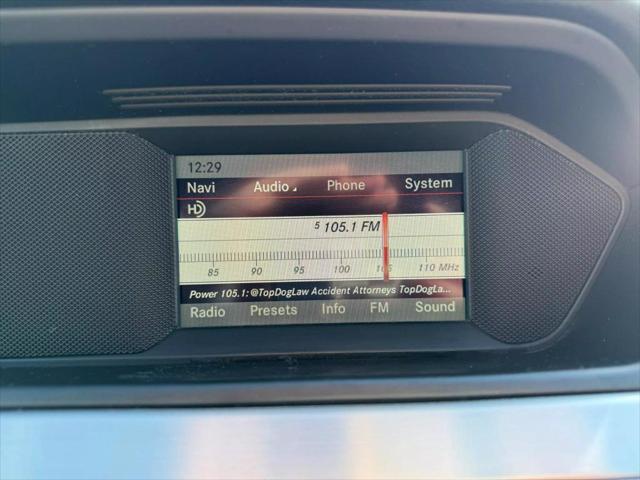 12:29
Navi Audio Phone System
HD
5 105.1 FM
85 90 95 100 105 110 MHz
Power 105.1: @TopDogLaw Accident Attorneys TopDogLa...
Radio Presets Info FM Sound